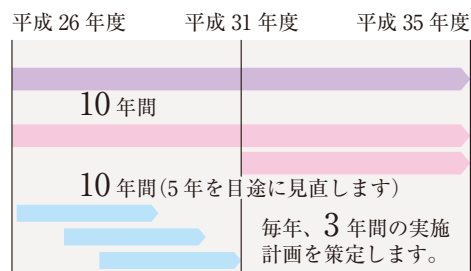 平成 26 年度 平成 31 年度 平成 35 年度
10 年間
10 年間(5 年を目途に見直します)
毎年、3 年間の実施
計画を策定します。